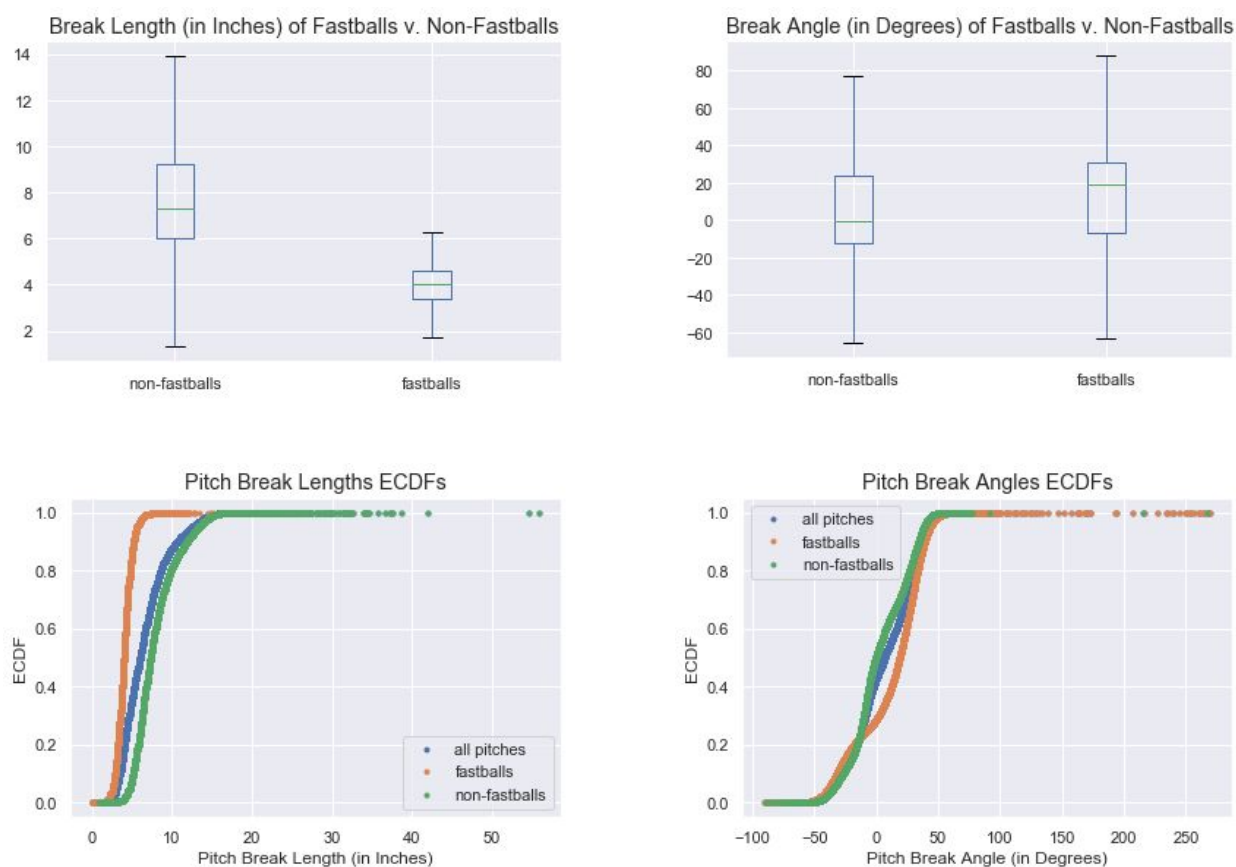 Break Length (in Inches) of Fastballs v. Non-Fastballs
14
12
10
8
6
4
2
non-fastballs
fastballs
Break Angle (in Degrees) of Fastballs v. Non-Fastballs
80
60
40
20
0
−20
−40
−60
non-fastballs
fastballs
Pitch Break Lengths ECDFs
1.0
0.8
0.6
0.4
0.2
0.0
ECDF
all pitches
fastballs
non-fastballs
0
10
20
30
40
50
Pitch Break Length (in Inches)
Pitch Break Angles ECDFs
1.0
0.8
0.6
0.4
0.2
0.0
ECDF
all pitches
fastballs
non-fastballs
−100
−50
0
50
100
150
200
250
Pitch Break Angle (in Degrees)